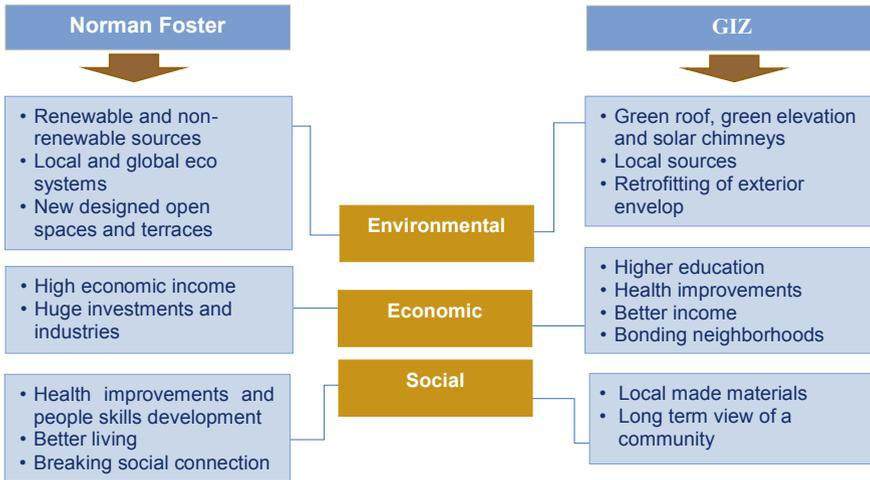 Norman Foster
GIZ
• Renewable and non-
renewable sources
• Local and global eco
systems
• New designed open
spaces and terraces
Environmental
• Green roof, green elevation
and solar chimneys
• Local sources
• Retrofitting of exterior
envelop
• High economic income
• Huge investments and
industries
Economic
• Higher education
• Health improvements
• Better income
• Bonding neighborhoods
Social
• Health improvements and
people skills development
• Better living
• Breaking social connection
• Local made materials
• Long term view of a
community